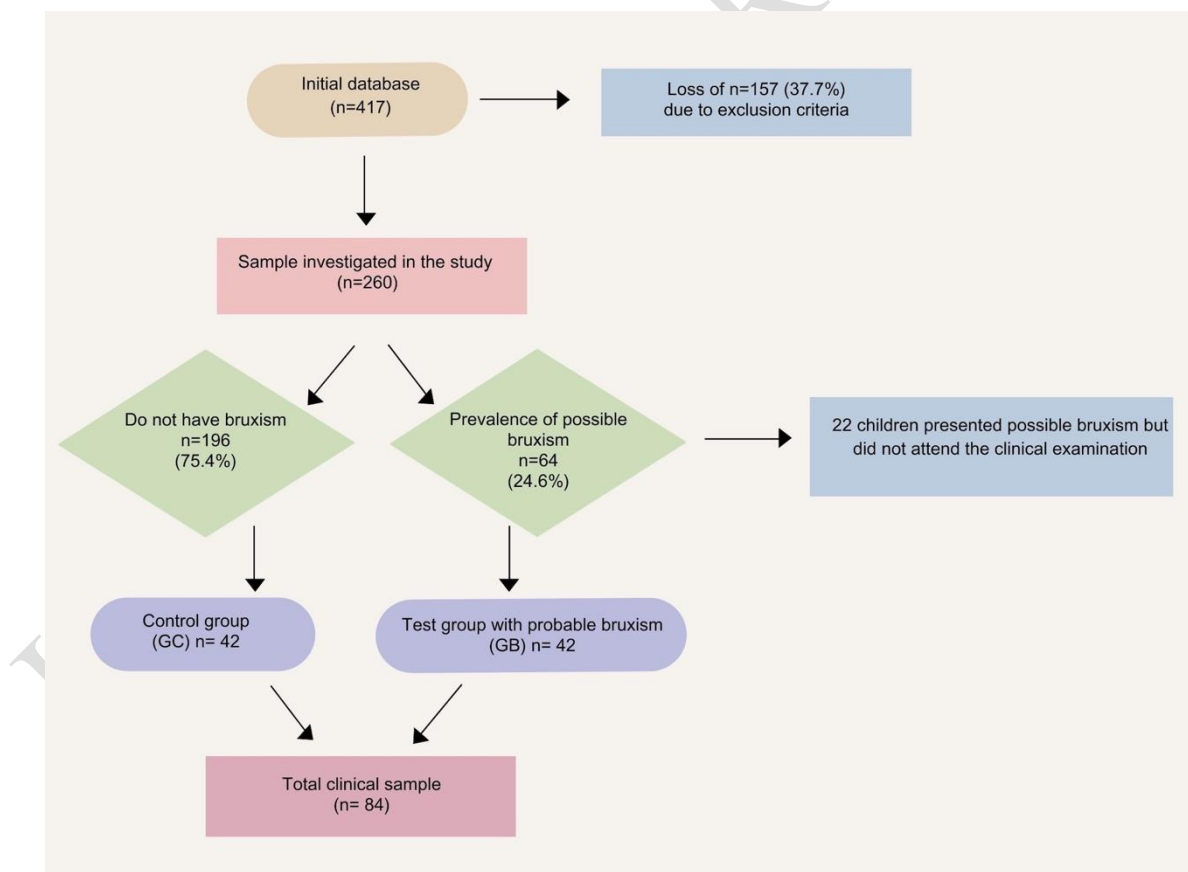 Initial database
(n=417)
Loss of n=157 (37.7%)
due to exclusion criteria
Sample investigated in the study
(n=260)
Do not have bruxism
n=196
(75.4%)
Prevalence of possible
bruxism
n=64
(24.6%)
22 children presented possible bruxism but
did not attend the clinical examination
Control group
(GC) n= 42
Test group with probable bruxism
(GB) n= 42
Total clinical sample
(n= 84)